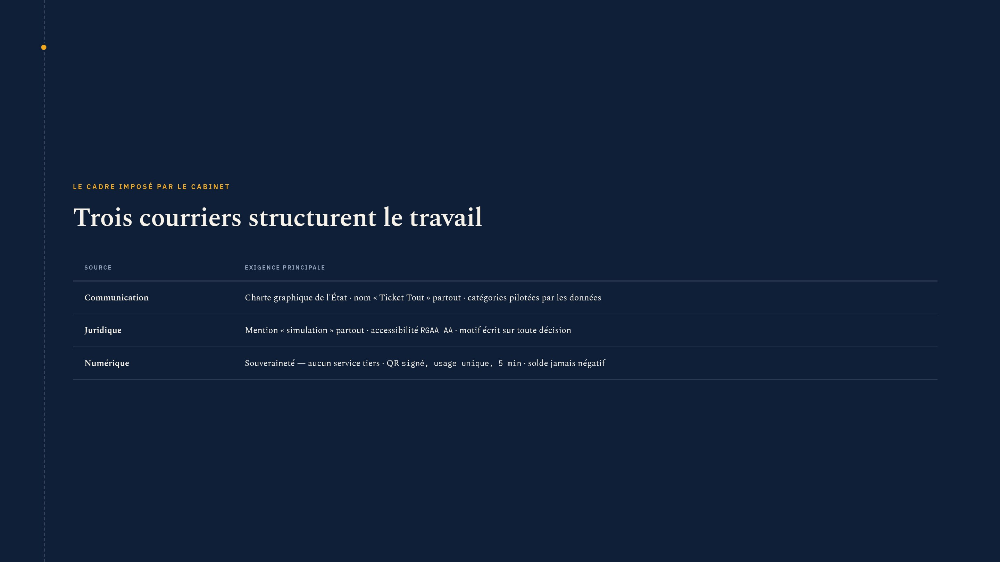 LE CADRE IMPOSÉ PAR LE CABINET
Trois courriers structurent le travail
SOURCE EXIGENCE PRINCIPALE
Communication Charte graphique de l'État · nom « Ticket Tout » partout · catégories pilotées par les données
Juridique Mention « simulation » partout · accessibilité RGAA AA · motif écrit sur toute décision
Numérique Souveraineté — aucun service tiers · QR signé, usage unique, 5 min · solde jamais négatif